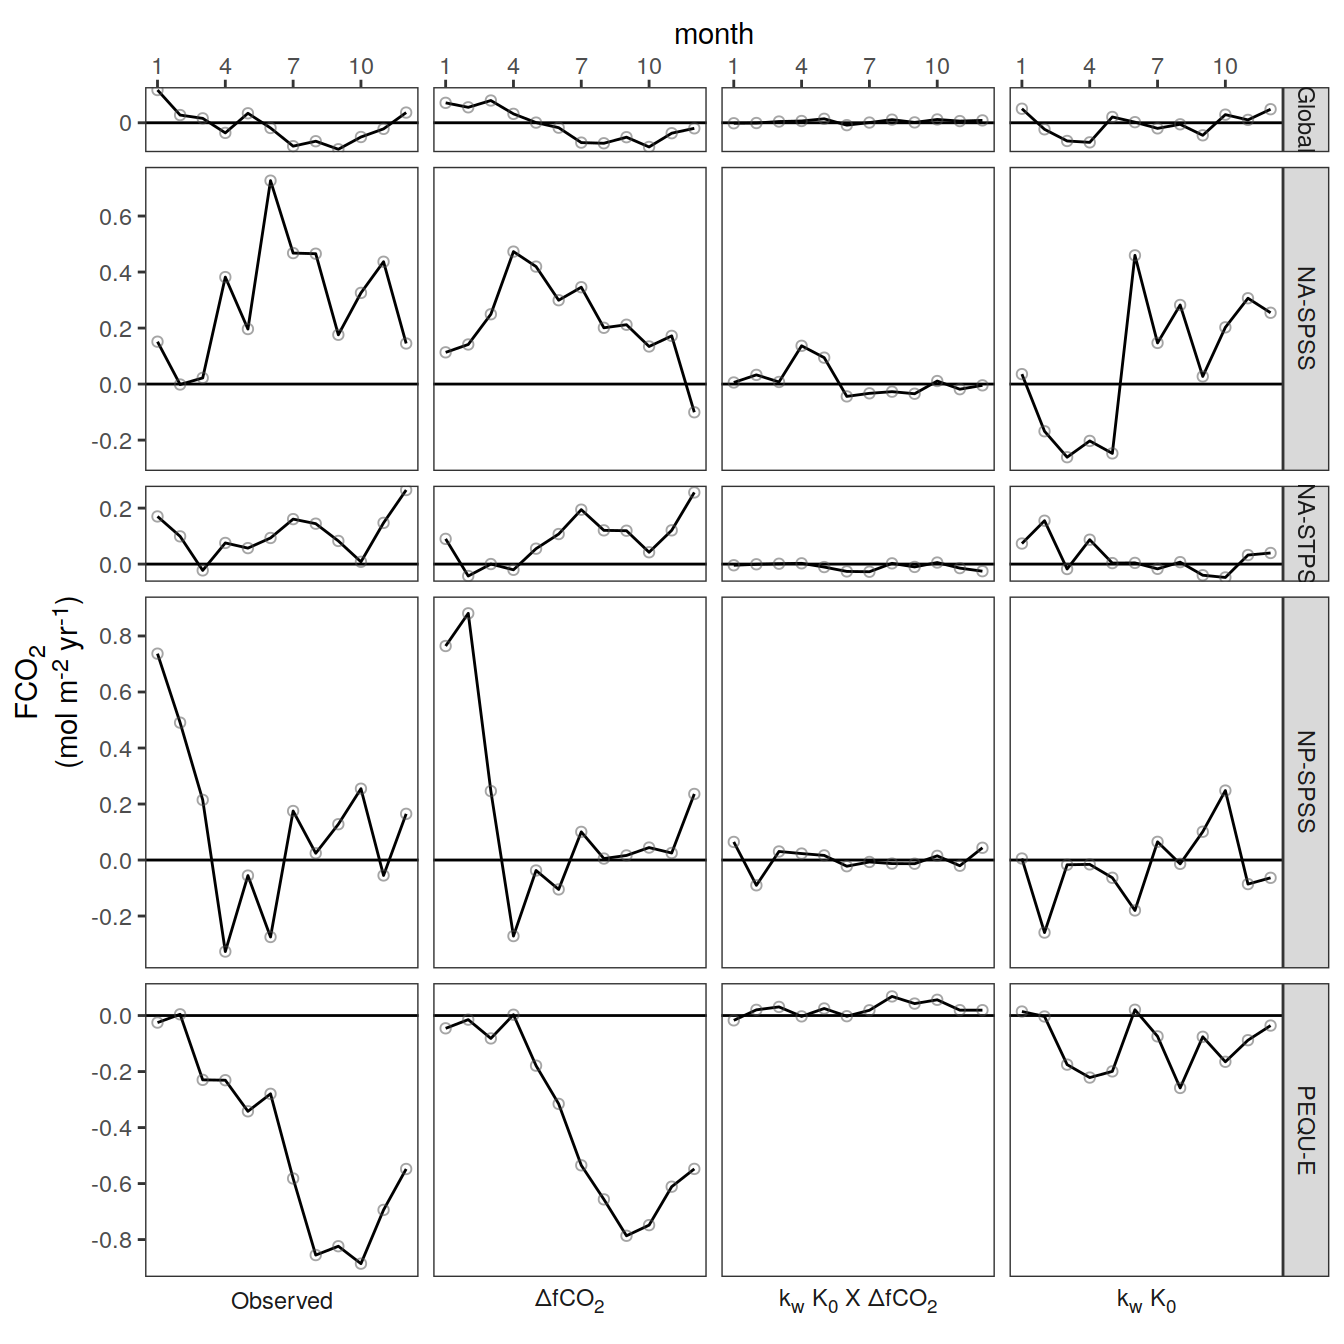 month
1 4 7 10 1 4 7 10 1 4 7 10 1 4 7 10
0
Global
0.6
0.4
0.2
0.0
-0.2
NA-SPSS
0.2
0.0
NA-STPS
FCO₂
(mol m⁻² yr⁻¹)
0.8
0.6
0.4
0.2
0.0
-0.2
NP-SPSS
0.0
-0.2
-0.4
-0.6
-0.8
PEQU-E
Observed ΔfCO₂ k_w K₀ X ΔfCO₂ k_w K₀